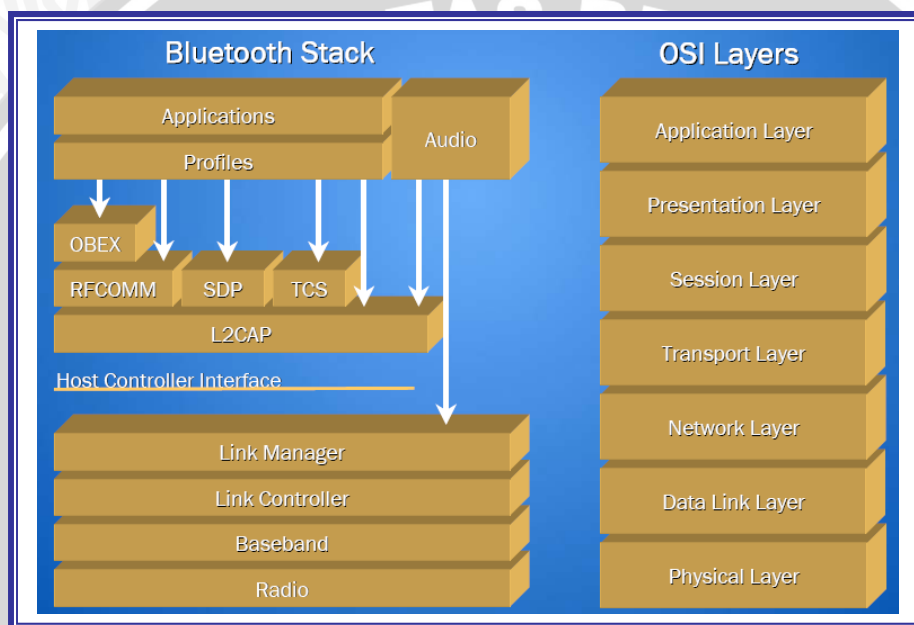 Bluetooth Stack
Applications
Audio
Profiles
OBEX
RFCOMM
SDP
TCS
L2CAP
Host Controller Interface
Link Manager
Link Controller
Baseband
Radio
OSI Layers
Application Layer
Presentation Layer
Session Layer
Transport Layer
Network Layer
Data Link Layer
Physical Layer